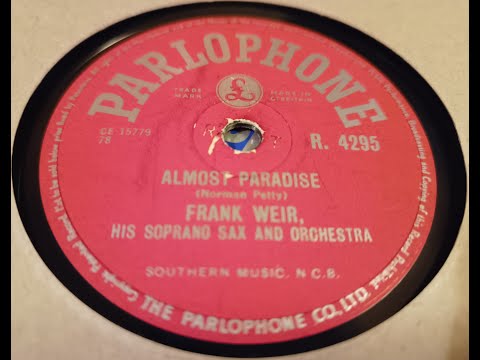 PARLOPHONE
TRADE MARK
MADE IN GT.BRITAIN
CE 15779
78
R. 4295
ALMOST PARADISE
(Norman Petty)
FRANK WEIR,
HIS SOPRANO SAX AND ORCHESTRA
SOUTHERN MUSIC. N.C.B.
THE PARLOPHONE CO., LTD.